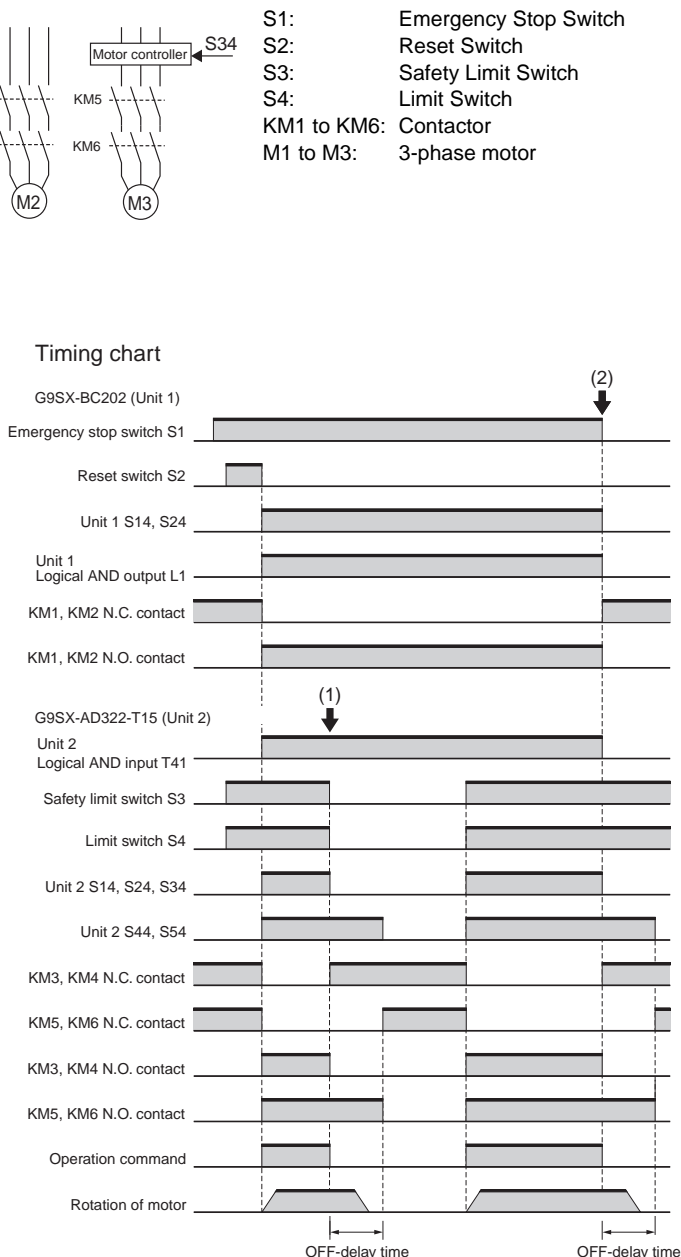 S1: Emergency Stop Switch
Motor controller S34
S2: Reset Switch
S3: Safety Limit Switch
S4: Limit Switch
KM5
KM1 to KM6: Contactor
KM6
M1 to M3: 3-phase motor
M2 M3
Timing chart
(2)
G9SX-BC202 (Unit 1)
Emergency stop switch S1
Reset switch S2
Unit 1 S14, S24
Unit 1
Logical AND output L1
KM1, KM2 N.C. contact
KM1, KM2 N.O. contact
(1)
G9SX-AD322-T15 (Unit 2)
Unit 2
Logical AND input T41
Safety limit switch S3
Limit switch S4
Unit 2 S14, S24, S34
Unit 2 S44, S54
KM3, KM4 N.C. contact
KM5, KM6 N.C. contact
KM3, KM4 N.O. contact
KM5, KM6 N.O. contact
Operation command
Rotation of motor
OFF-delay time OFF-delay time